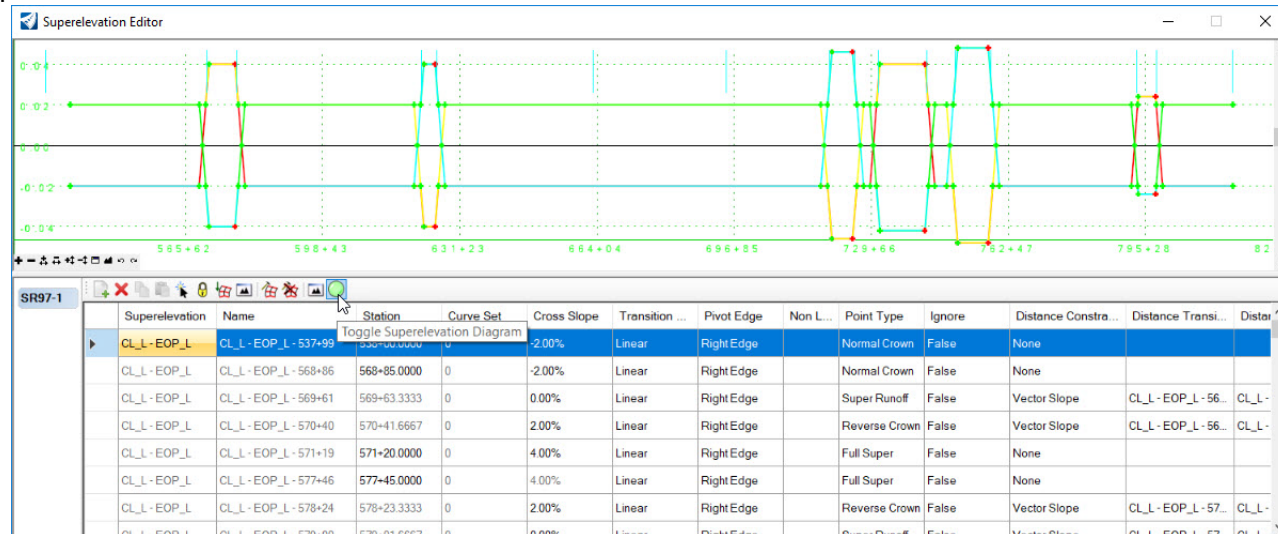 Superelevation Editor
0.04
0.02
0.00
-0.02
-0.04
565+62 598+43 631+23 664+04 696+85 729+66 762+47 795+28 82
SR97-1
Superelevation Name Station Curve Set Cross Slope Transition ... Pivot Edge Non L... Point Type Ignore Distance Constra... Distance Transi... Distan
Toggle Superelevation Diagram
CL_L - EOP_L CL_L - EOP_L - 537+99 538+00.0000 0 -2.00% Linear Right Edge Normal Crown False None
CL_L - EOP_L CL_L - EOP_L - 568+86 568+85.0000 0 -2.00% Linear Right Edge Normal Crown False None
CL_L - EOP_L CL_L - EOP_L - 569+61 569+63.3333 0 0.00% Linear Right Edge Super Runoff False Vector Slope CL_L - EOP_L - 56... CL_L -
CL_L - EOP_L CL_L - EOP_L - 570+40 570+41.6667 0 2.00% Linear Right Edge Reverse Crown False Vector Slope CL_L - EOP_L - 56... CL_L -
CL_L - EOP_L CL_L - EOP_L - 571+19 571+20.0000 0 4.00% Linear Right Edge Full Super False None
CL_L - EOP_L CL_L - EOP_L - 577+46 577+45.0000 0 4.00% Linear Right Edge Full Super False None
CL_L - EOP_L CL_L - EOP_L - 578+24 578+23.3333 0 2.00% Linear Right Edge Reverse Crown False Vector Slope CL_L - EOP_L - 57... CL_L -